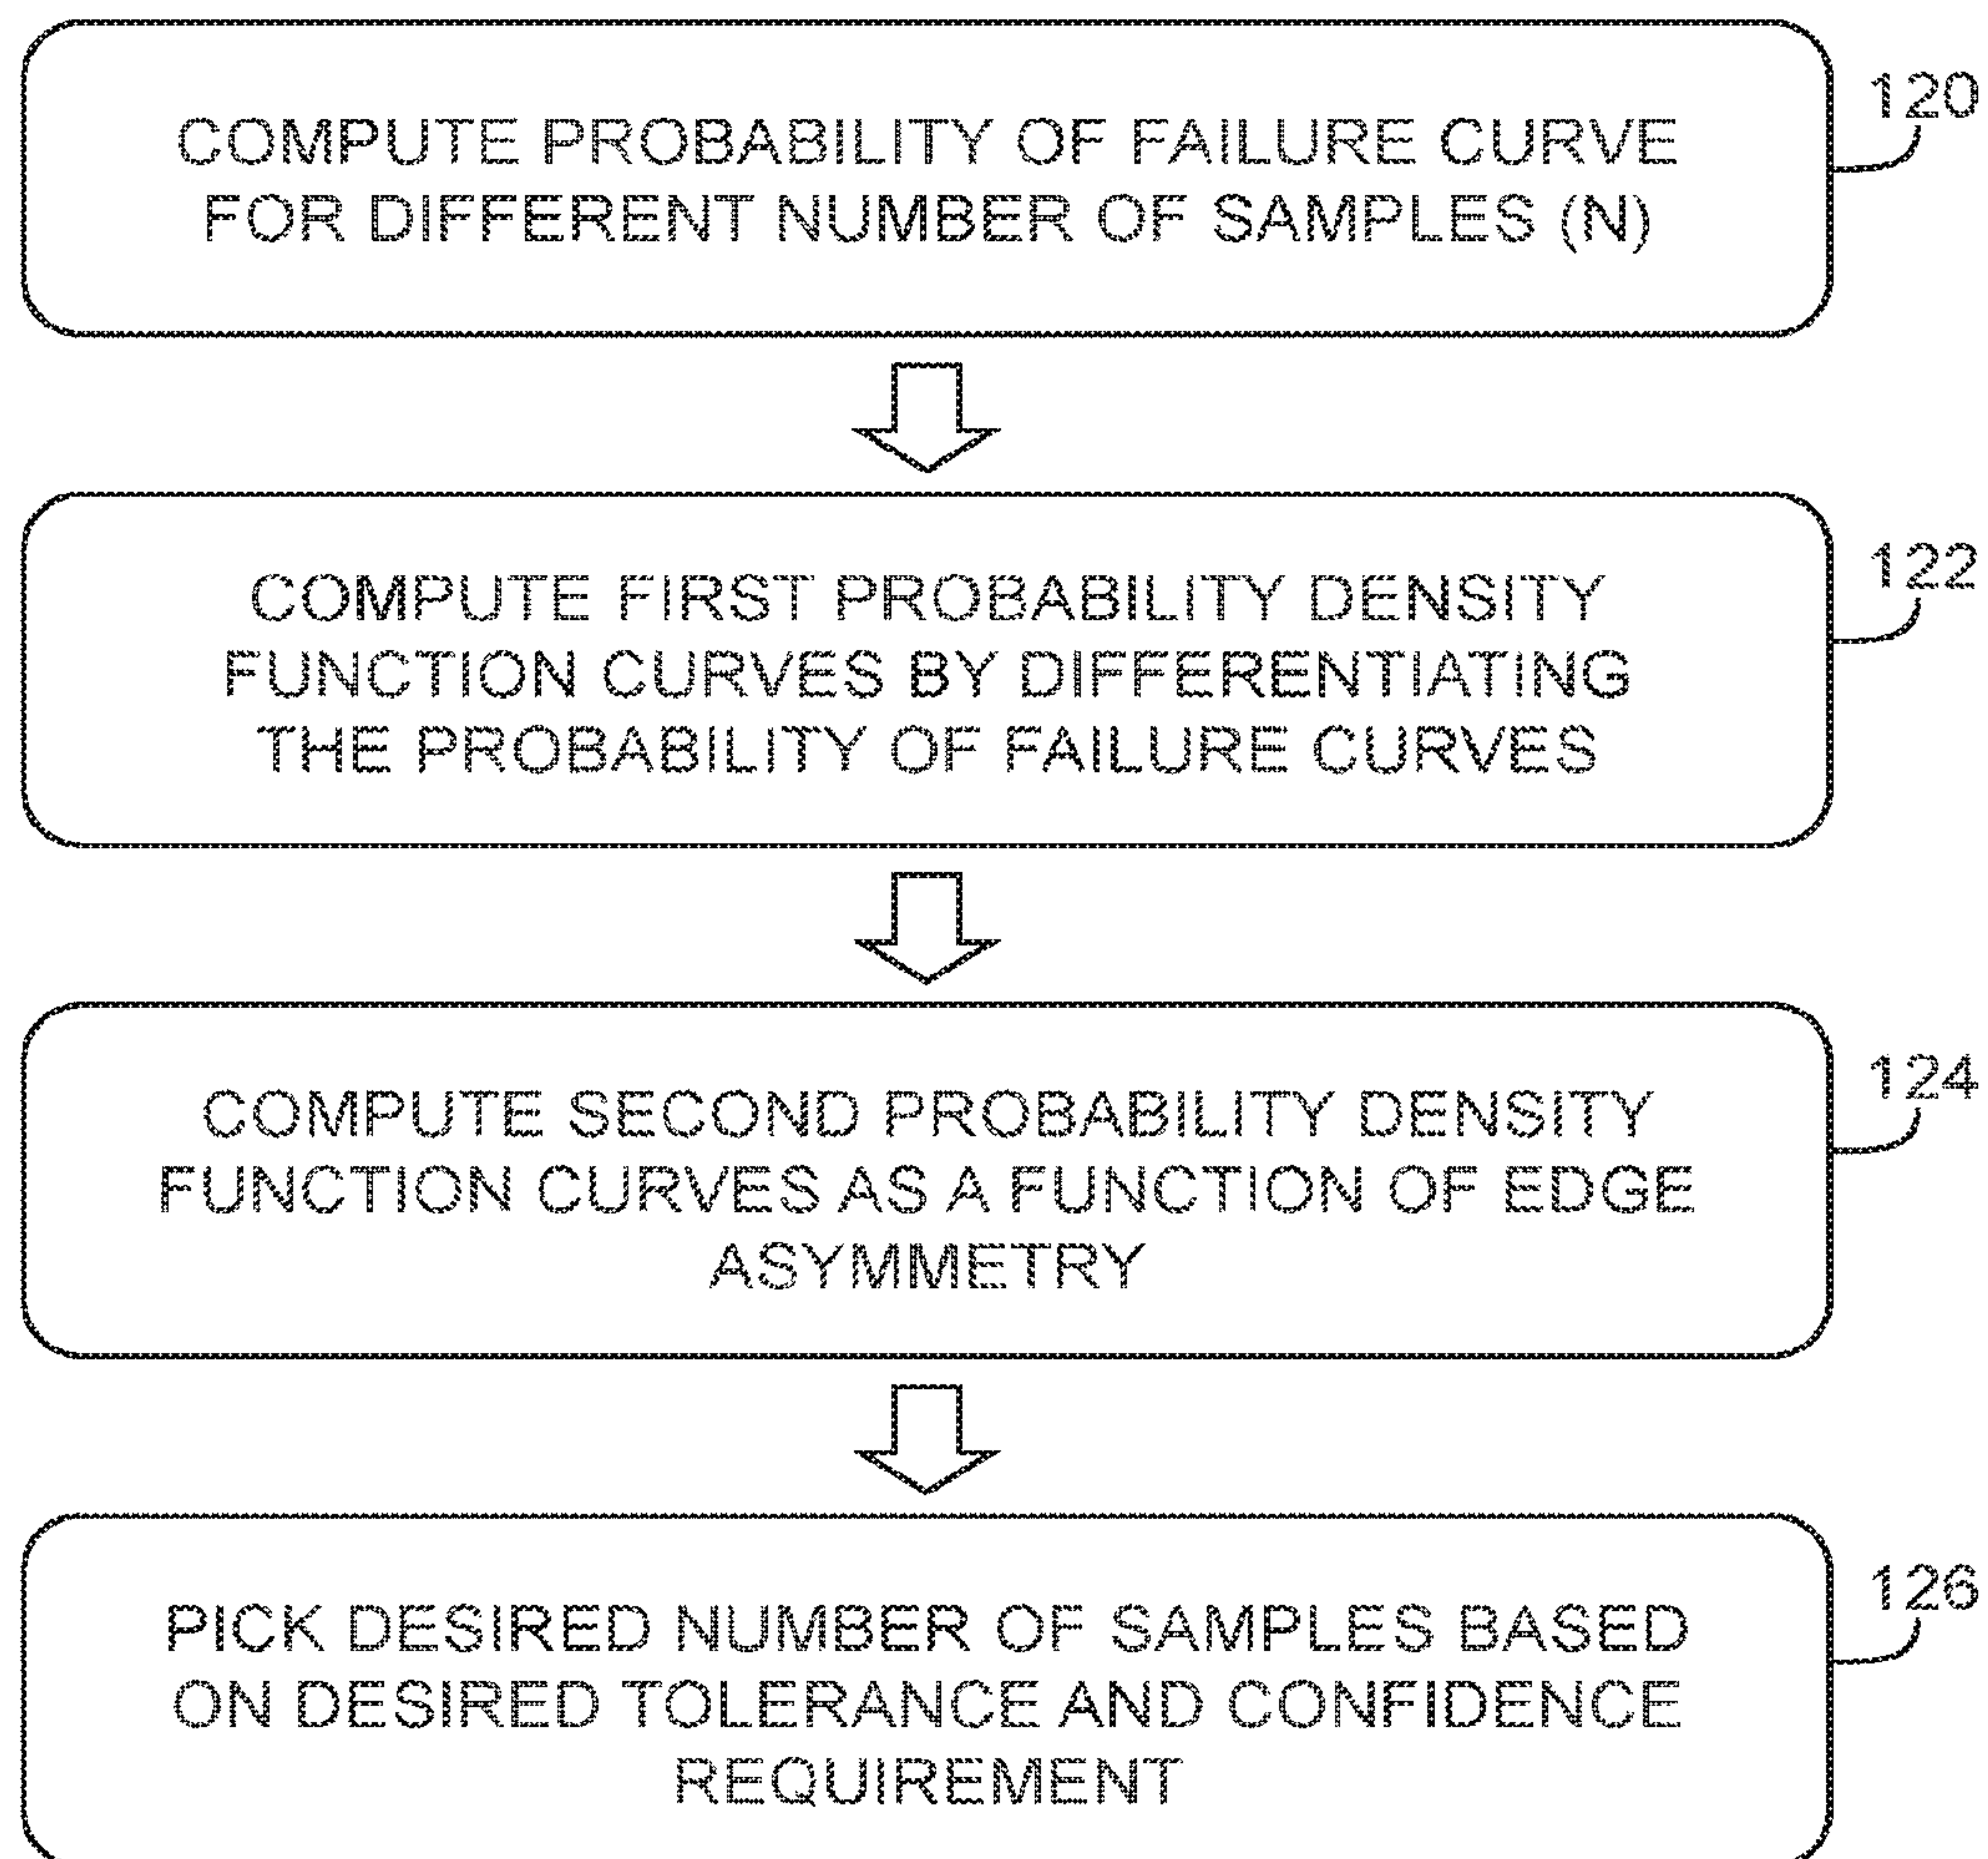 COMPUTE PROBABILITY OF FAILURE CURVE
FOR DIFFERENT NUMBER OF SAMPLES (N)
120
COMPUTE FIRST PROBABILITY DENSITY
FUNCTION CURVES BY DIFFERENTIATING
THE PROBABILITY OF FAILURE CURVES
122
COMPUTE SECOND PROBABILITY DENSITY
FUNCTION CURVES AS A FUNCTION OF EDGE
ASYMMETRY
124
PICK DESIRED NUMBER OF SAMPLES BASED
ON DESIRED TOLERANCE AND CONFIDENCE
REQUIREMENT
126